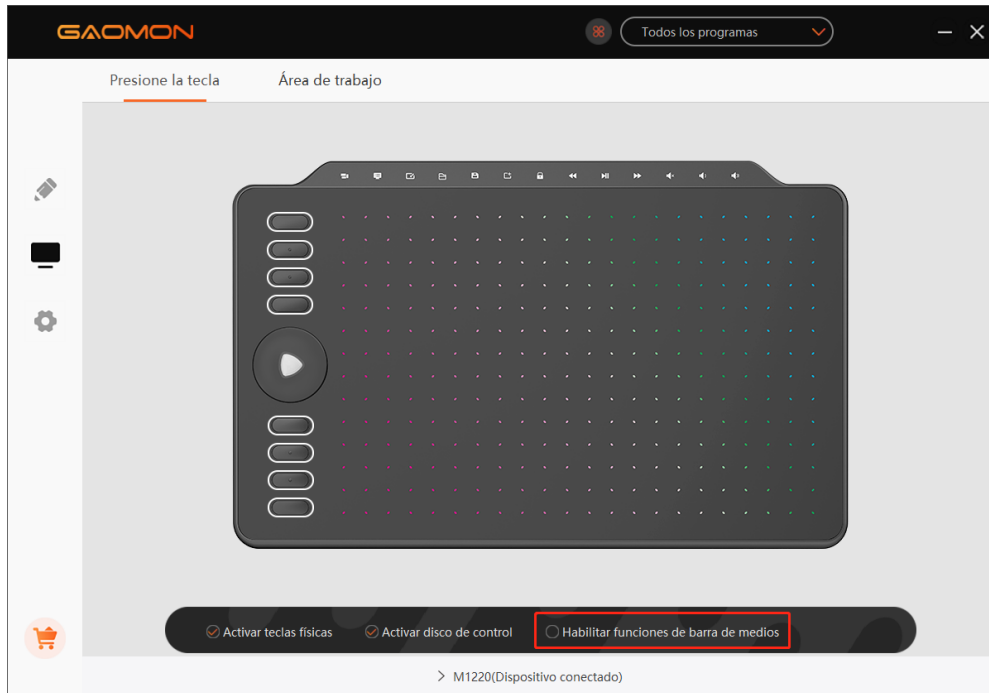 GAOMON
Todos los programas
Presione la tecla
Área de trabajo
Activar teclas físicas
Activar disco de control
Habilitar funciones de barra de medios
M1220(Dispositivo conectado)